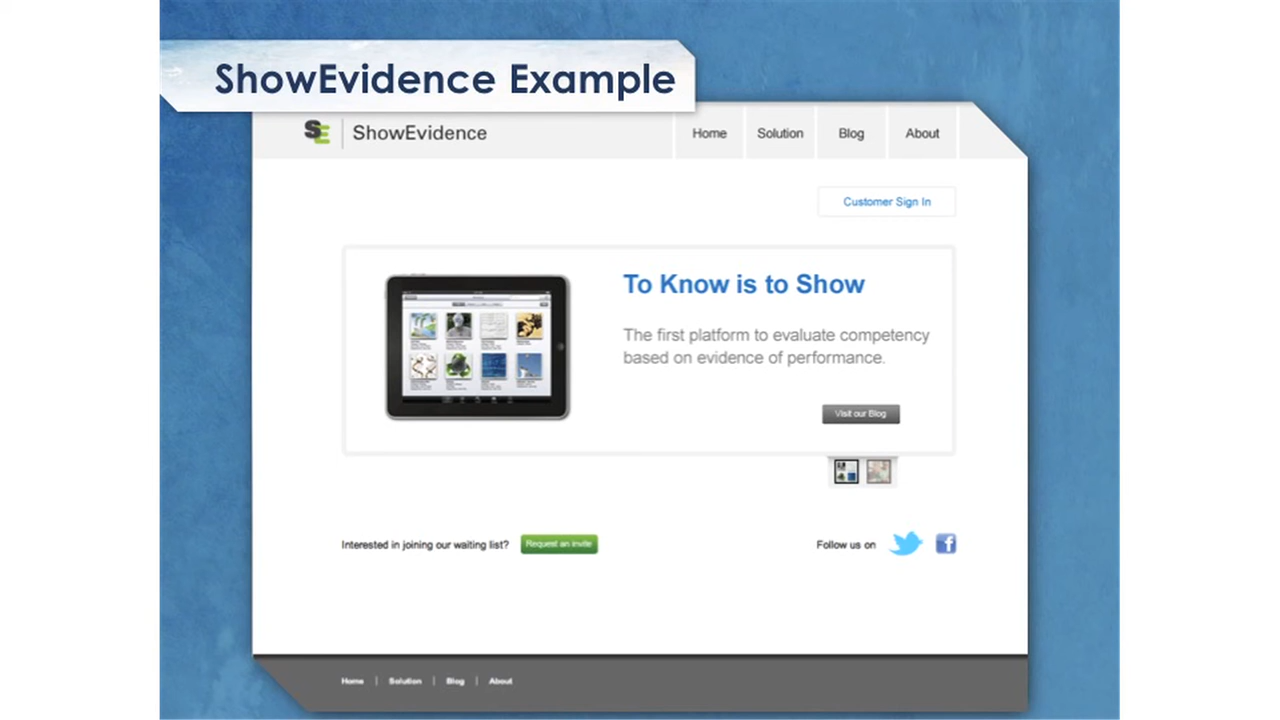 ShowEvidence Example
SE
ShowEvidence
Home
Solution
Blog
About
Customer Sign In
To Know is to Show
The first platform to evaluate competency
based on evidence of performance.
Visit our Blog
Interested in joining our waiting list?
Request an invite
Follow us on
f
Home | Solution | Blog | About